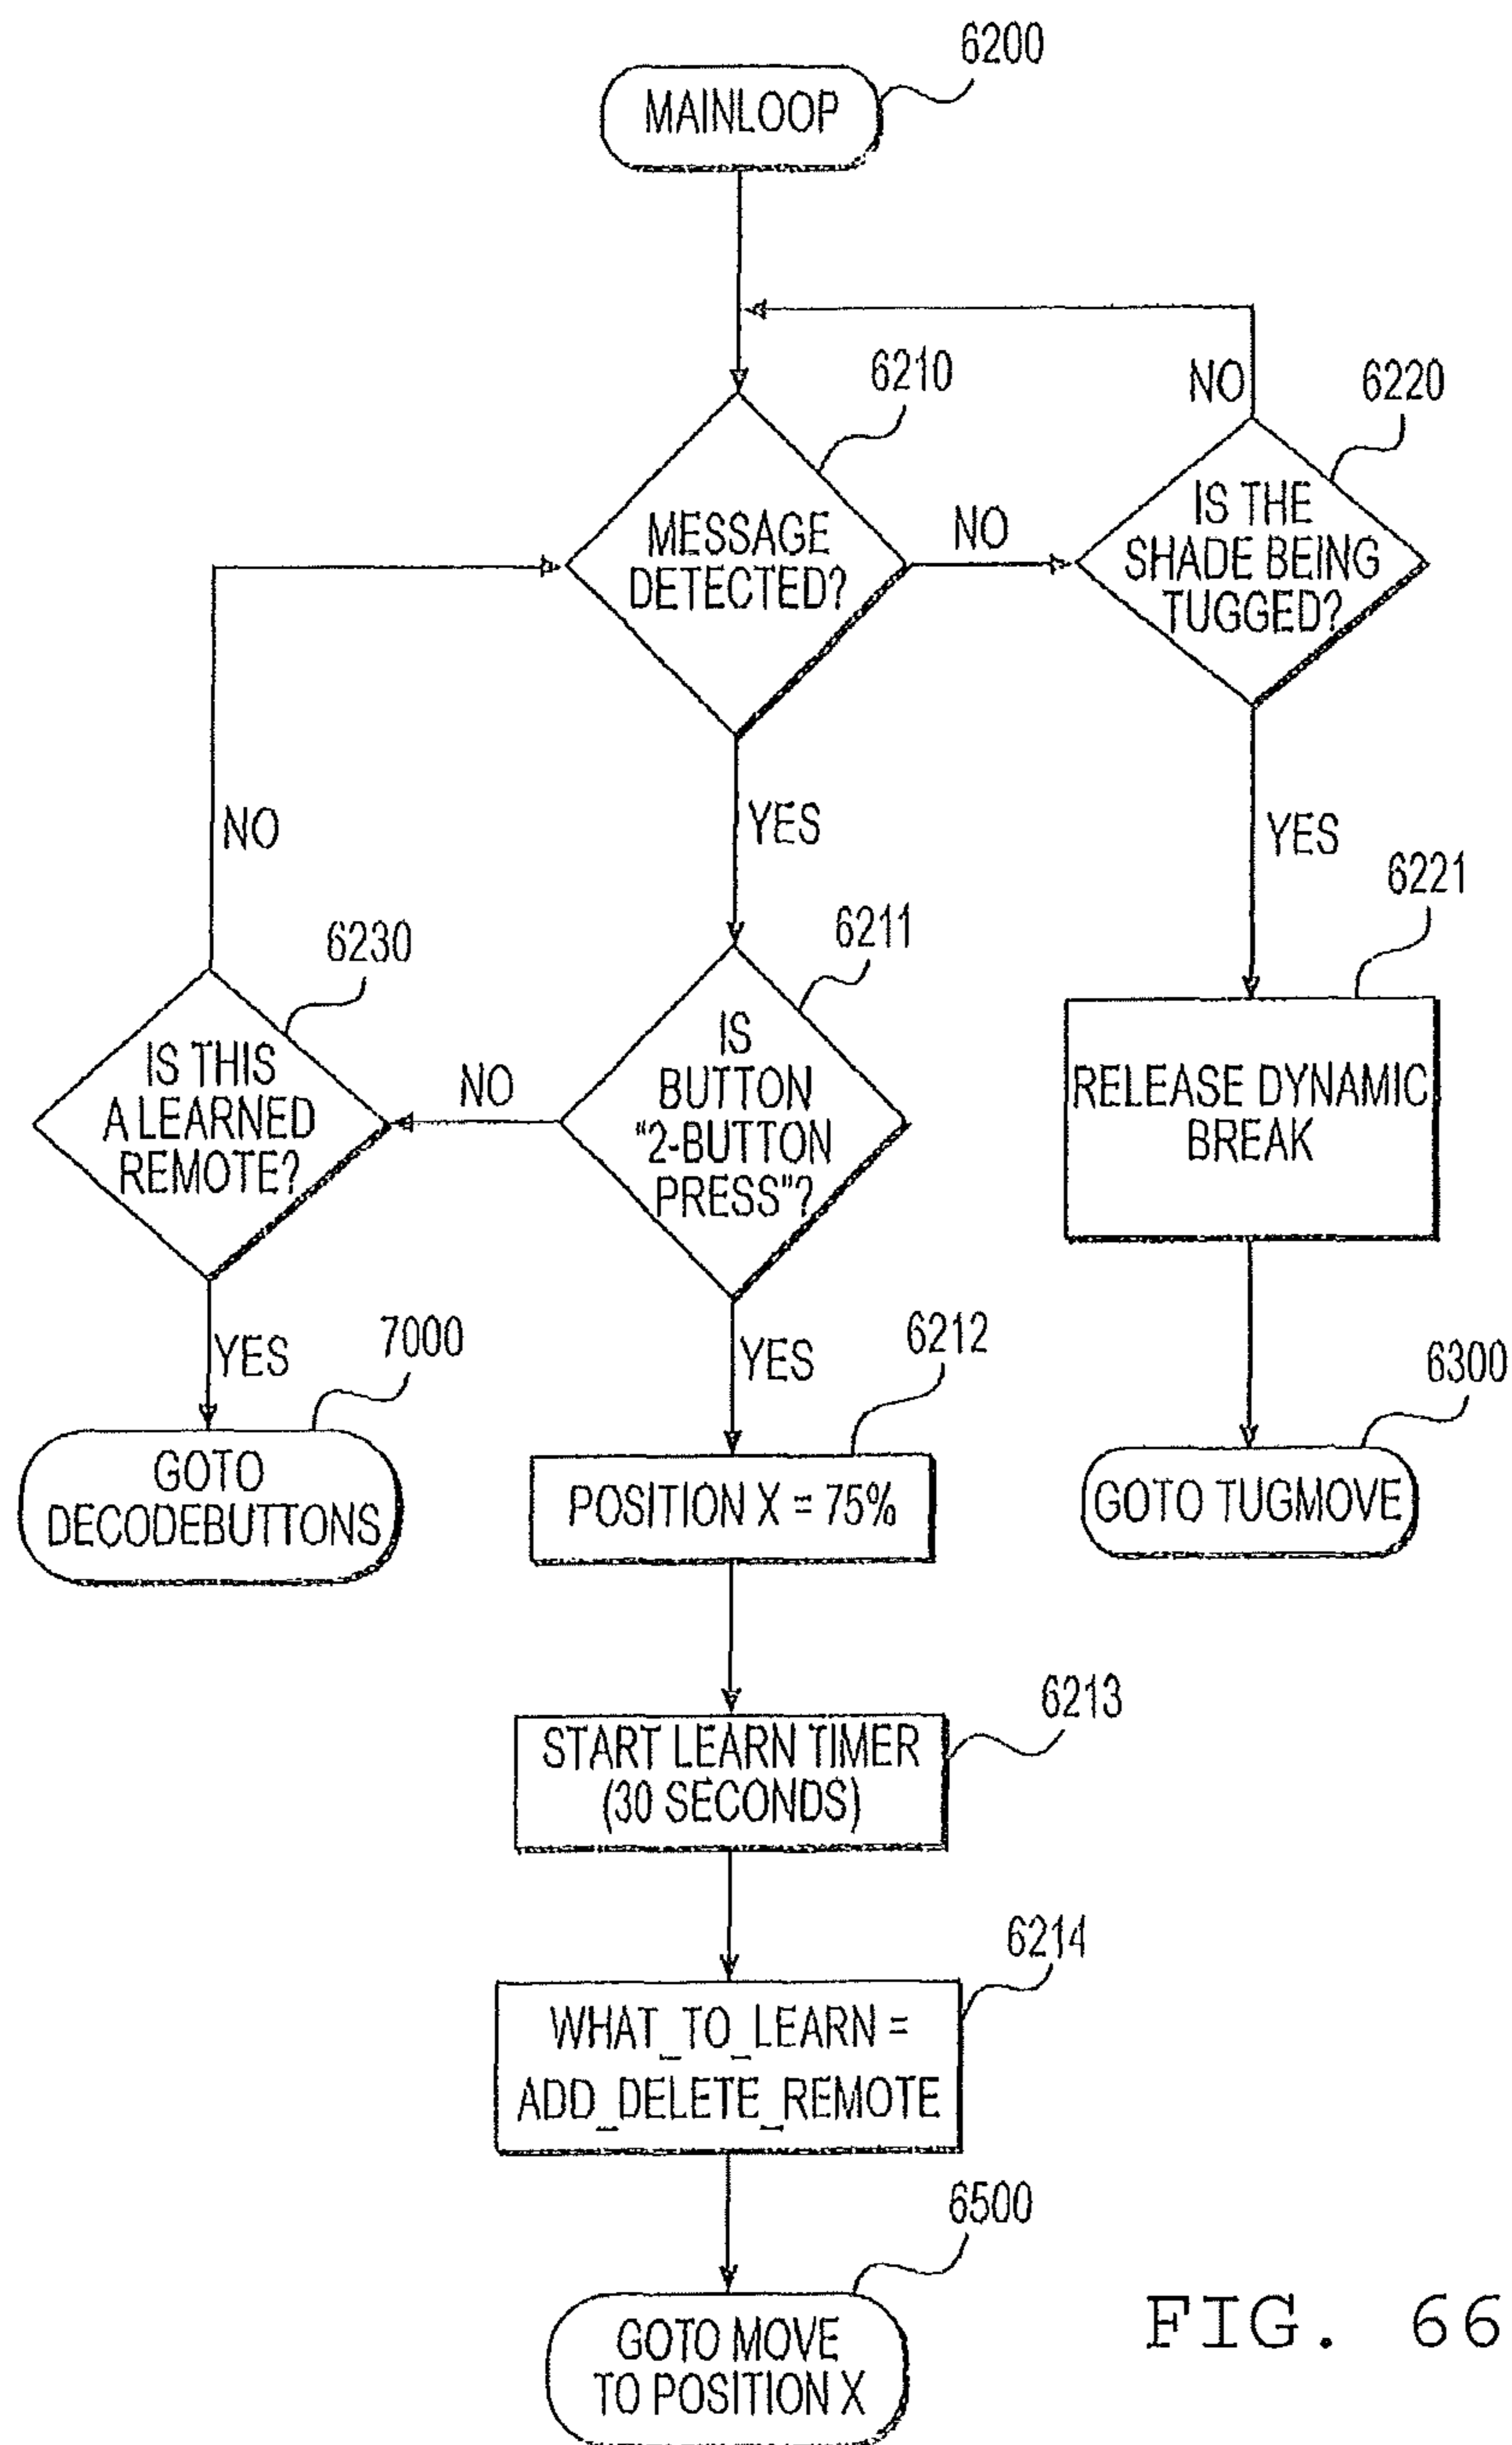 6200
MAINLOOP
6210
NO
6220
MESSAGE
DETECTED?
NO
IS THE
SHADE BEING
TUGGED?
NO
YES
YES
6230
6211
6221
IS THIS
A LEARNED
REMOTE?
NO
IS
BUTTON
"2-BUTTON
PRESS"?
RELEASE DYNAMIC
BREAK
YES
7000
YES
6212
6300
GOTO
DECODEBUTTONS
POSITION X = 75%
GOTO TUGMOVE
6213
START LEARN TIMER
(30 SECONDS)
6214
WHAT_TO_LEARN =
ADD_DELETE_REMOTE
6500
GOTO MOVE
TO POSITION X
FIG. 66